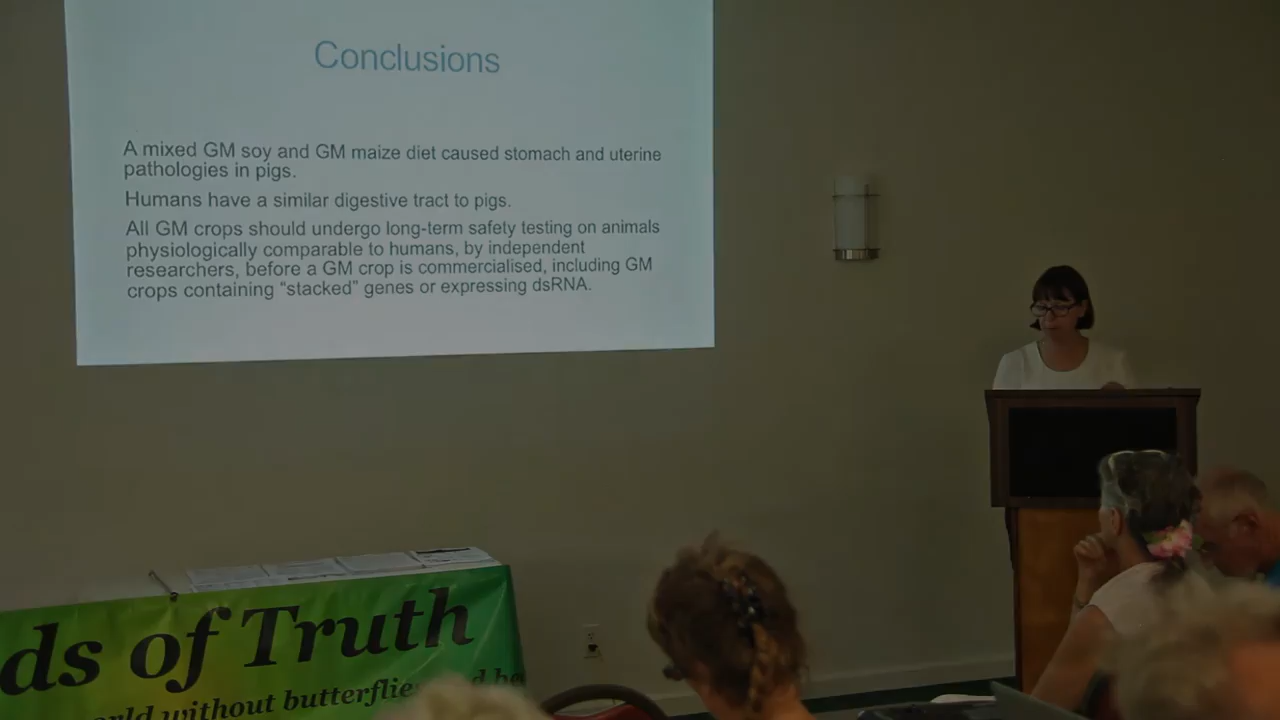 Conclusions
A mixed GM soy and GM maize diet caused stomach and uterine
pathologies in pigs.
Humans have a similar digestive tract to pigs.
All GM crops should undergo long-term safety testing on animals
physiologically comparable to humans, by independent
researchers, before a GM crop is commercialised, including GM
crops containing “stacked” genes or expressing dsRNA.
ds of Truth
without butterflie